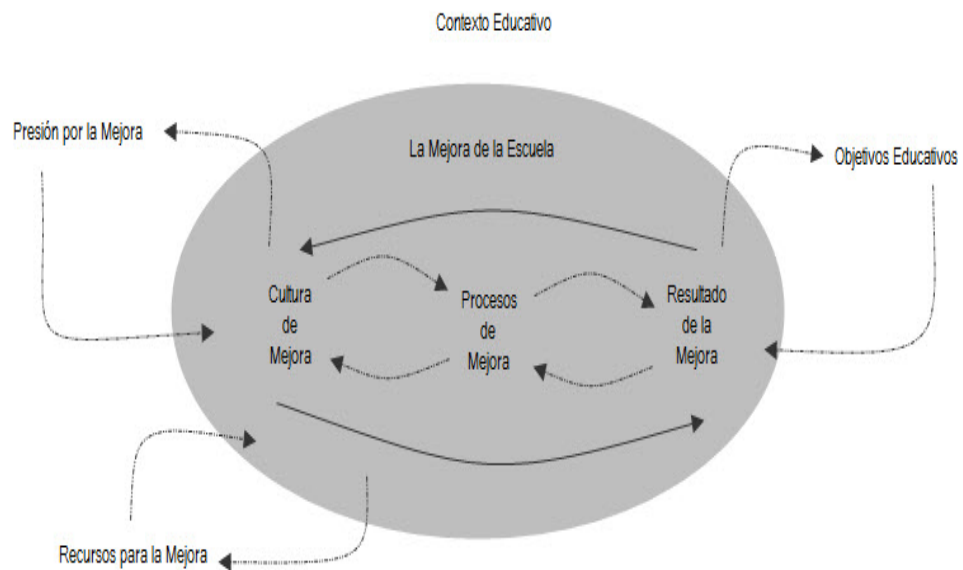 Contexto Educativo
Presión por la Mejora
La Mejora de la Escuela
Objetivos Educativos
Cultura
de
Mejora
Procesos
de
Mejora
Resultado
de la
Mejora
Recursos para la Mejora